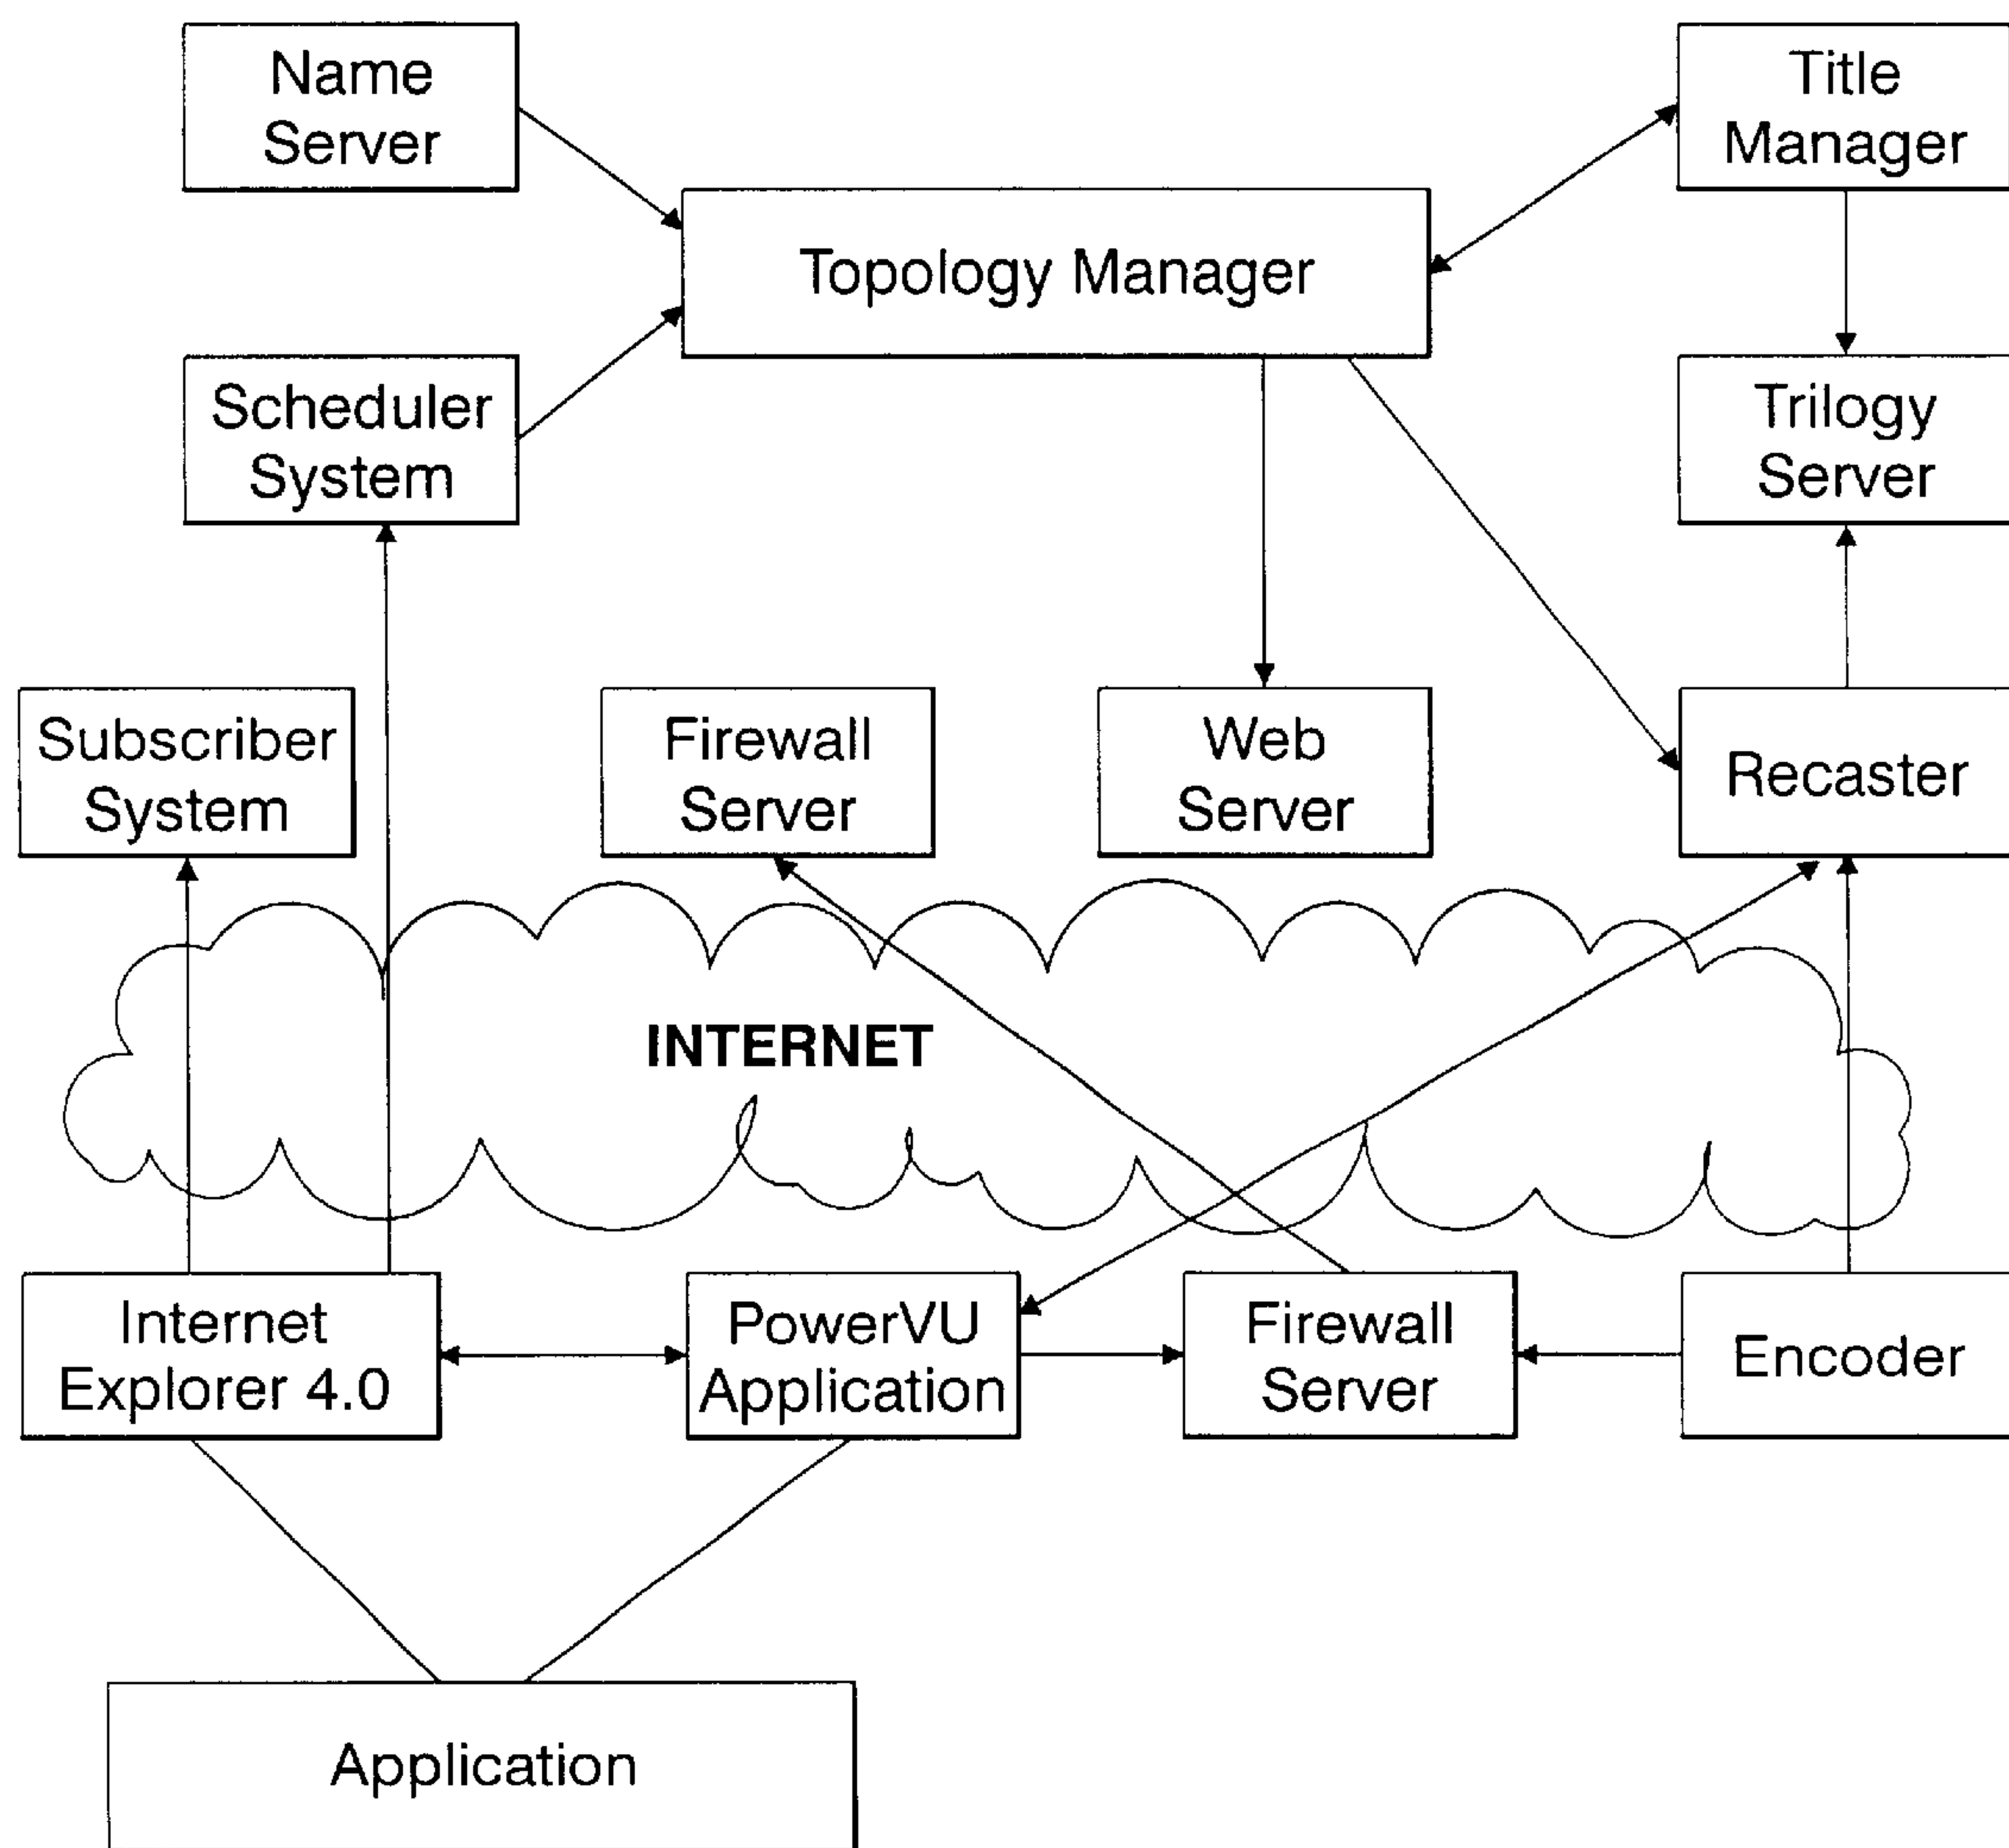 Name
Server
Title
Manager
Topology Manager
Scheduler
System
Trilogy
Server
Subscriber
System
Firewall
Server
Web
Server
Recaster
INTERNET
Internet
Explorer 4.0
PowerVU
Application
Firewall
Server
Encoder
Application